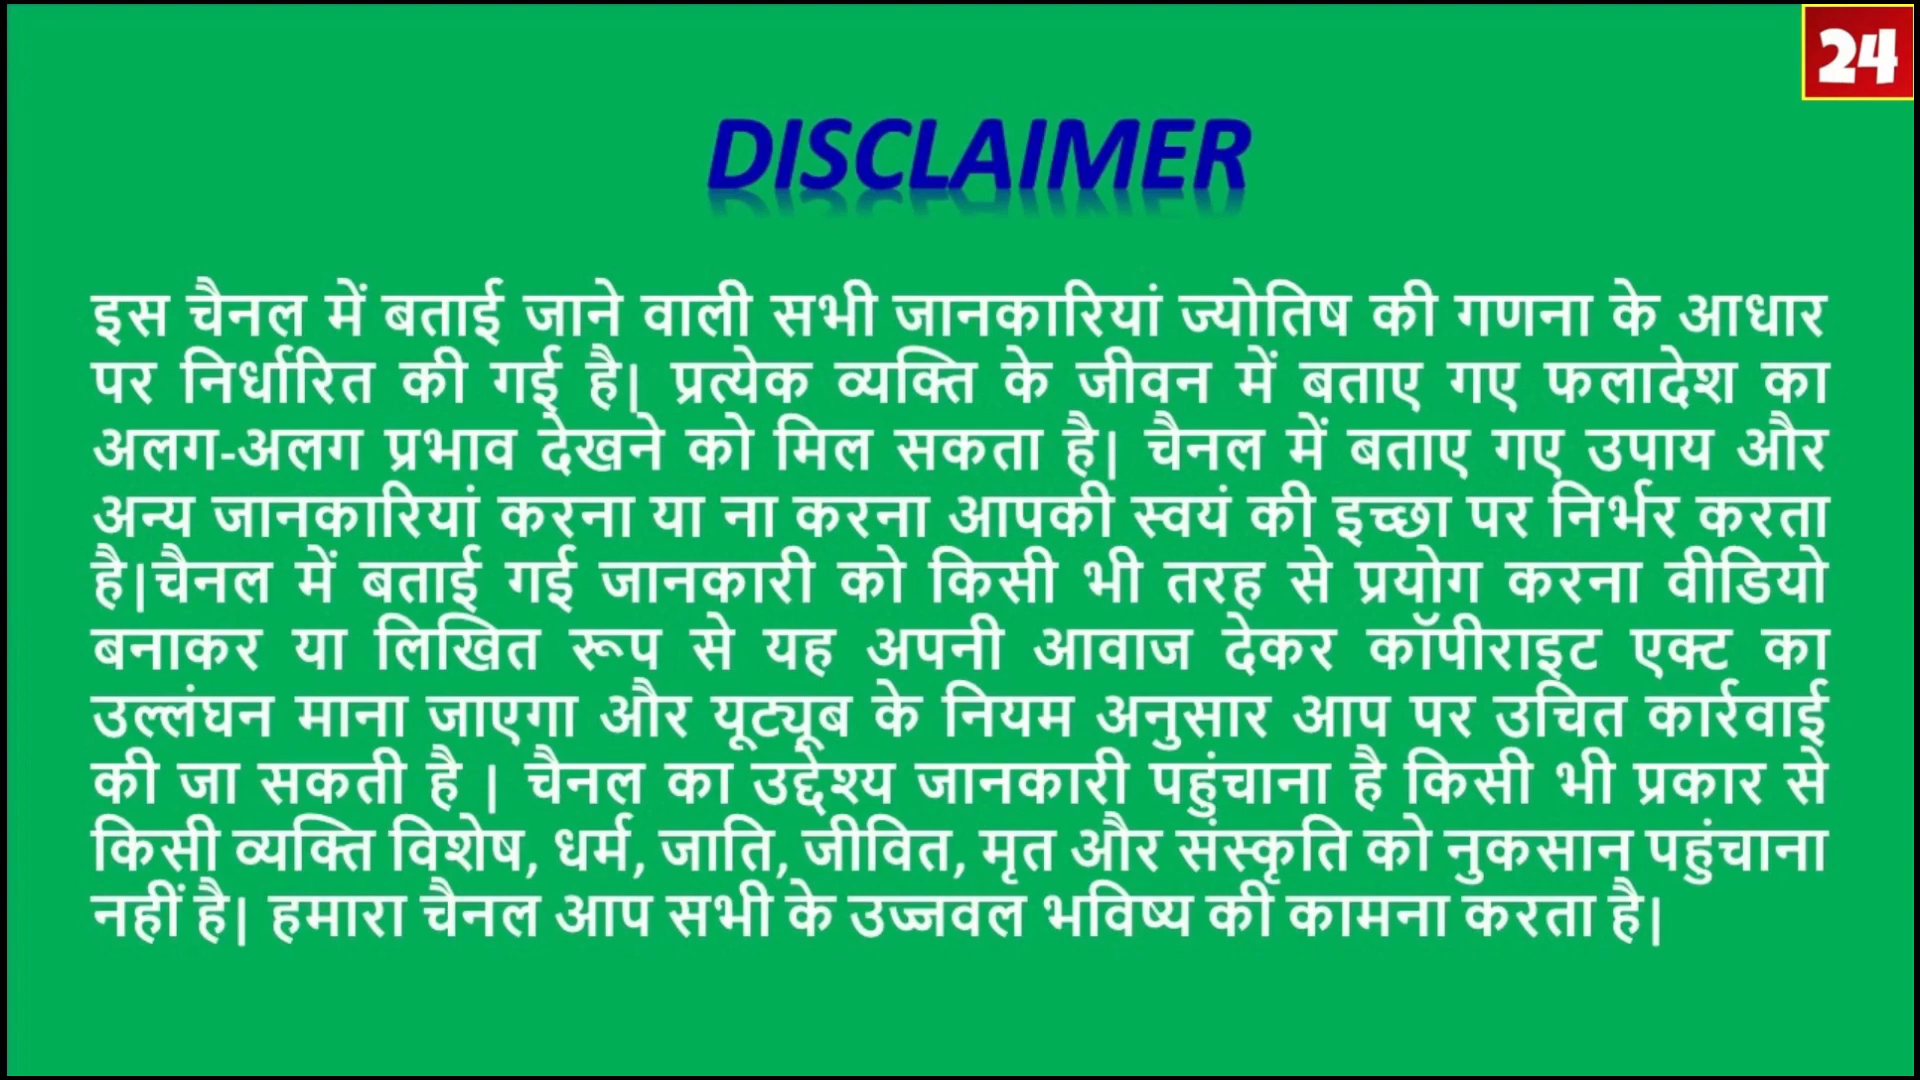 24
DISCLAIMER
इस चैनल में बताई जाने वाली सभी जानकारियां ज्योतिष की गणना के आधार
पर निर्धारित की गई है| प्रत्येक व्यक्ति के जीवन में बताए गए फलादेश का
अलग-अलग प्रभाव देखने को मिल सकता है| चैनल में बताए गए उपाय और
अन्य जानकारियां करना या ना करना आपकी स्वयं की इच्छा पर निर्भर करता
है|चैनल में बताई गई जानकारी को किसी भी तरह से प्रयोग करना वीडियो
बनाकर या लिखित रूप से यह अपनी आवाज देकर कॉपीराइट एक्ट का
उल्लंघन माना जाएगा और यूट्यूब के नियम अनुसार आप पर उचित कार्रवाई
की जा सकती है | चैनल का उद्देश्य जानकारी पहुंचाना है किसी भी प्रकार से
किसी व्यक्ति विशेष, धर्म, जाति, जीवित, मृत और संस्कृति को नुकसान पहुंचाना
नहीं है| हमारा चैनल आप सभी के उज्जवल भविष्य की कामना करता है|